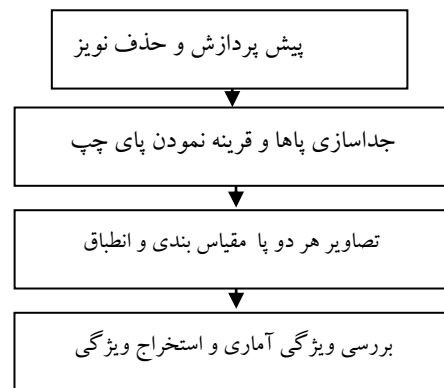 پیش پردازش و حذف نویز
جداسازی پاها و قرینه نمودن پای چپ
تصاویر هر دو پا مقیاس بندی و انطباق
بررسی ویژگی آماری و استخراج ویژگی